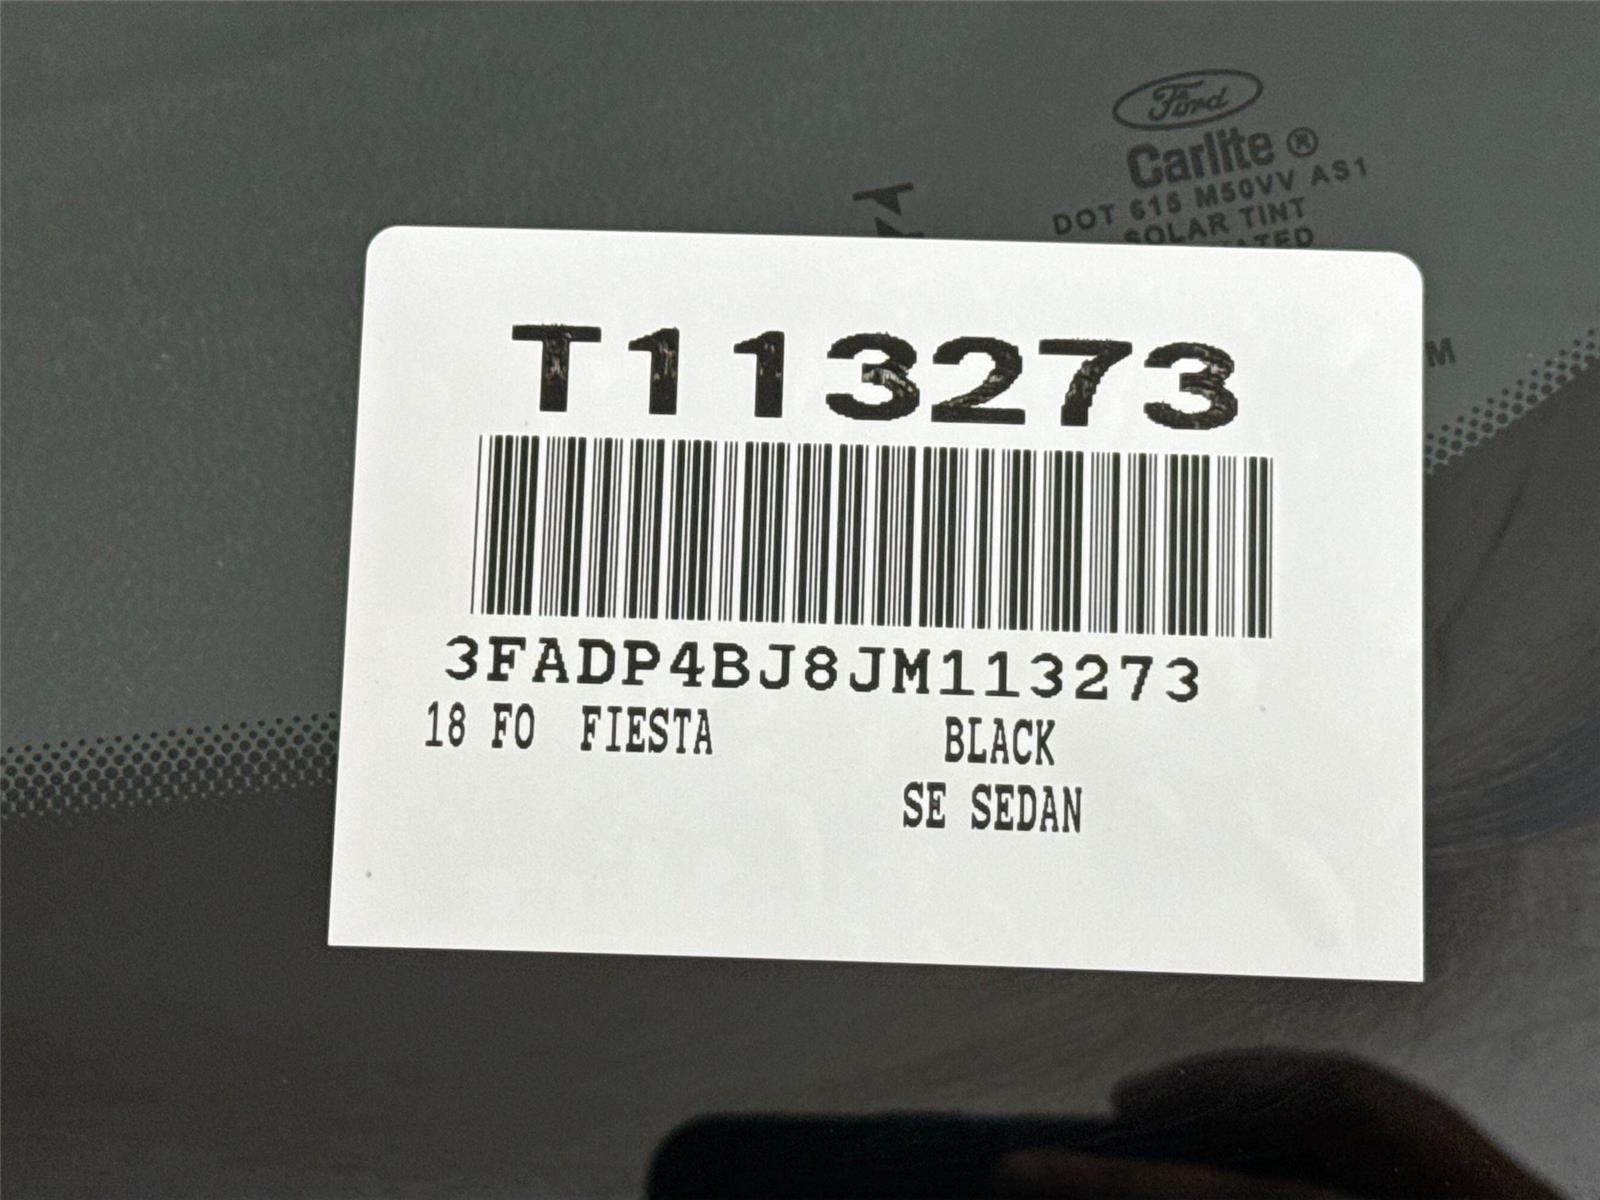 Ford
Carlite ®
DOT 615 M50VV AS1
SOLAR TINT
T113273
3FADP4BJ8JM113273
18 FO FIESTA BLACK
SE SEDAN